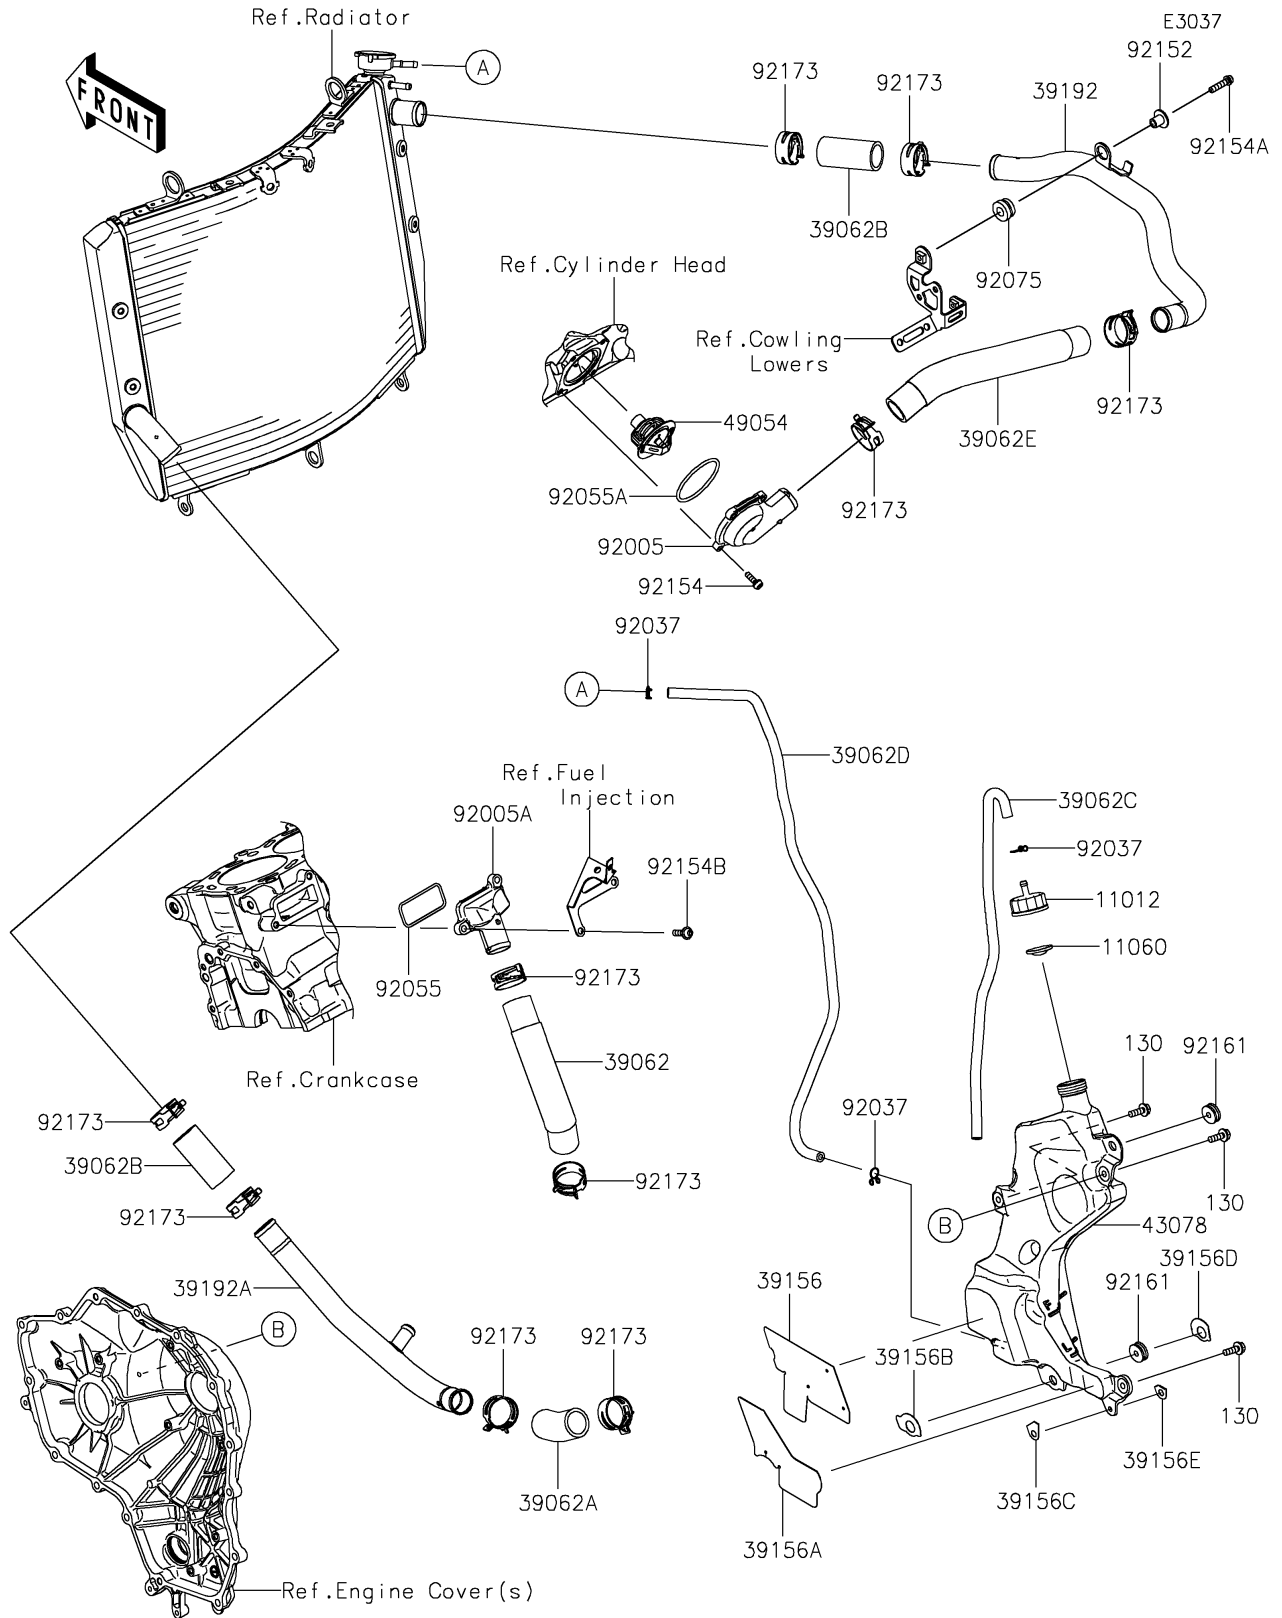 Ref.Radiator
E3037
A
92173
92173
39192
92152
FRONT
92154A
39062B
Ref.Cylinder Head
92075
Ref.Cowling
Lowers
49054
92173
39062E
92055A
92173
92005
92154
92037
A
39062D
Ref.Fuel
Injection
92005A
39062C
92037
92154B
11012
11060
92055
92173
39062
130
92161
Ref.Crankcase
92037
92173
39062B
92173
130
92173
B
43078
39156D
39192A
39156
92161
B
92173
92173
39156B
130
39156E
39062A
39156C
39156A
Ref.Engine Cover(s)